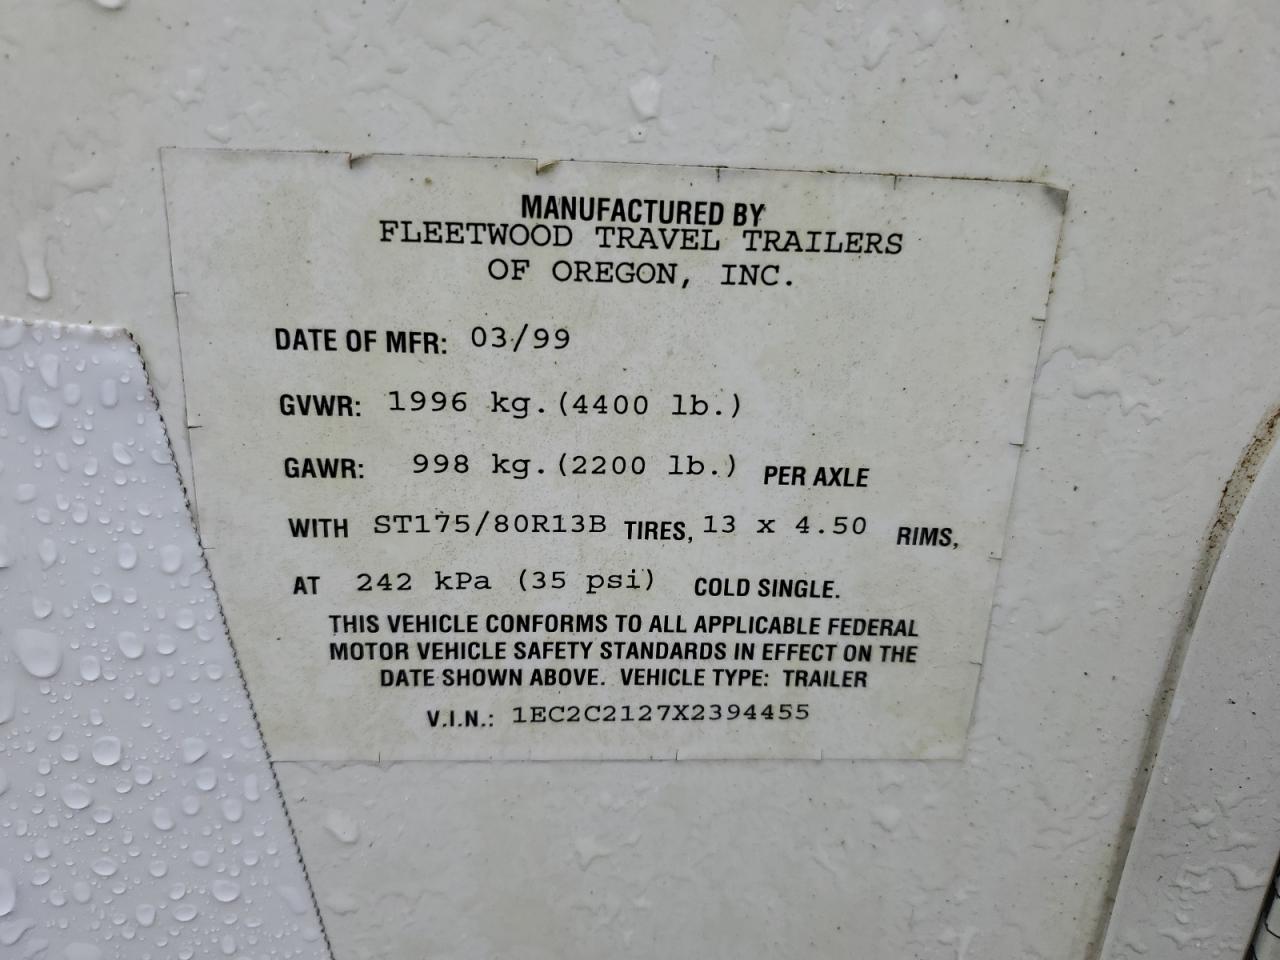 MANUFACTURED BY
FLEETWOOD TRAVEL TRAILERS
OF OREGON, INC.
DATE OF MFR: 03/99
GVWR: 1996 kg.(4400 lb.)
GAWR: 998 kg.(2200 lb.) PER AXLE
WITH ST175/80R13B TIRES, 13 x 4.50 RIMS,
AT 242 kPa (35 psi) COLD SINGLE.
THIS VEHICLE CONFORMS TO ALL APPLICABLE FEDERAL
MOTOR VEHICLE SAFETY STANDARDS IN EFFECT ON THE
DATE SHOWN ABOVE. VEHICLE TYPE: TRAILER
V.I.N.: 1EC2C2127X2394455